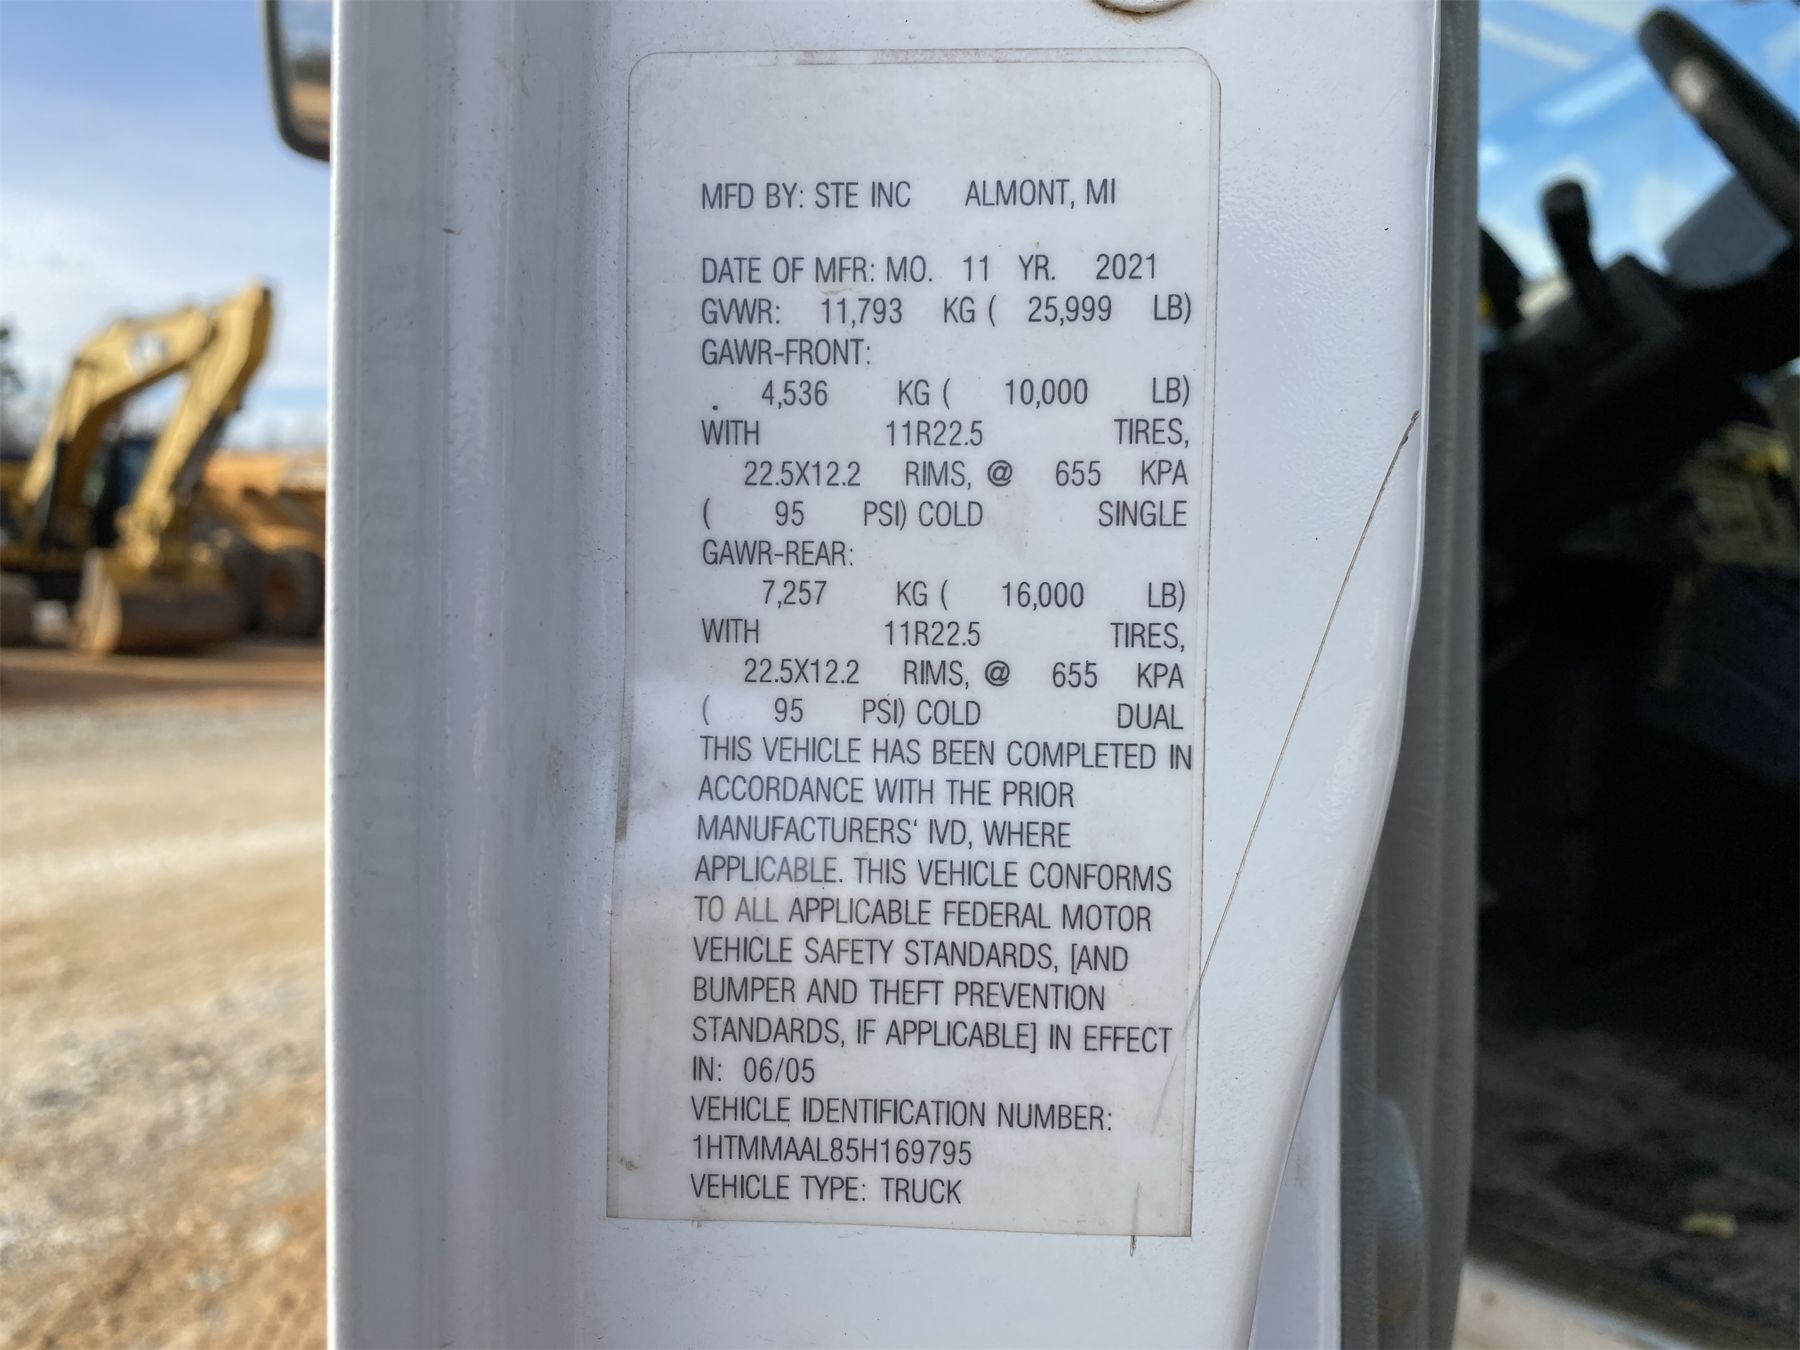 MFD BY: STE INC ALMONT, MI
DATE OF MFR: MO. 11 YR. 2021
GVWR: 11,793 KG ( 25,999 LB)
GAWR-FRONT:
4,536 KG ( 10,000 LB)
WITH 11R22.5 TIRES,
22.5X12.2 RIMS, @ 655 KPA
( 95 PSI) COLD SINGLE
GAWR-REAR:
7,257 KG ( 16,000 LB)
WITH 11R22.5 TIRES,
22.5X12.2 RIMS, @ 655 KPA
( 95 PSI) COLD DUAL
THIS VEHICLE HAS BEEN COMPLETED IN
ACCORDANCE WITH THE PRIOR
MANUFACTURERS' IVD, WHERE
APPLICABLE. THIS VEHICLE CONFORMS
TO ALL APPLICABLE FEDERAL MOTOR
VEHICLE SAFETY STANDARDS, [AND
BUMPER AND THEFT PREVENTION
STANDARDS, IF APPLICABLE] IN EFFECT
IN: 06/05
VEHICLE IDENTIFICATION NUMBER:
1HTMMAAL85H169795
VEHICLE TYPE: TRUCK